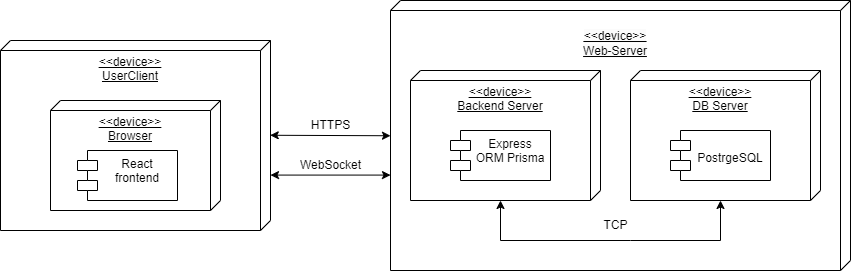 <<device>>
UserClient
<<device>>
Browser
React
frontend
HTTPS
WebSocket
<<device>>
Web-Server
<<device>>
Backend Server
Express
ORM Prisma
<<device>>
DB Server
PostrgeSQL
TCP